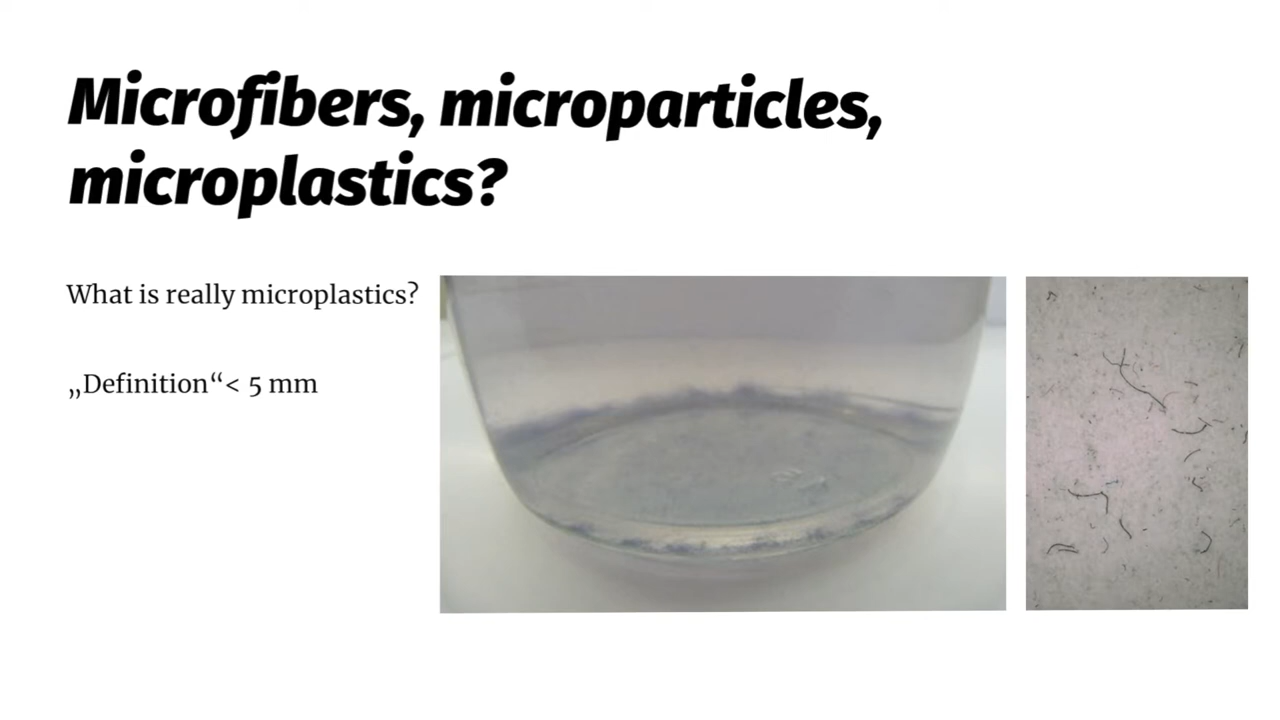 Microfibers, microparticles,
microplastics?
What is really microplastics?
„Definition“< 5 mm